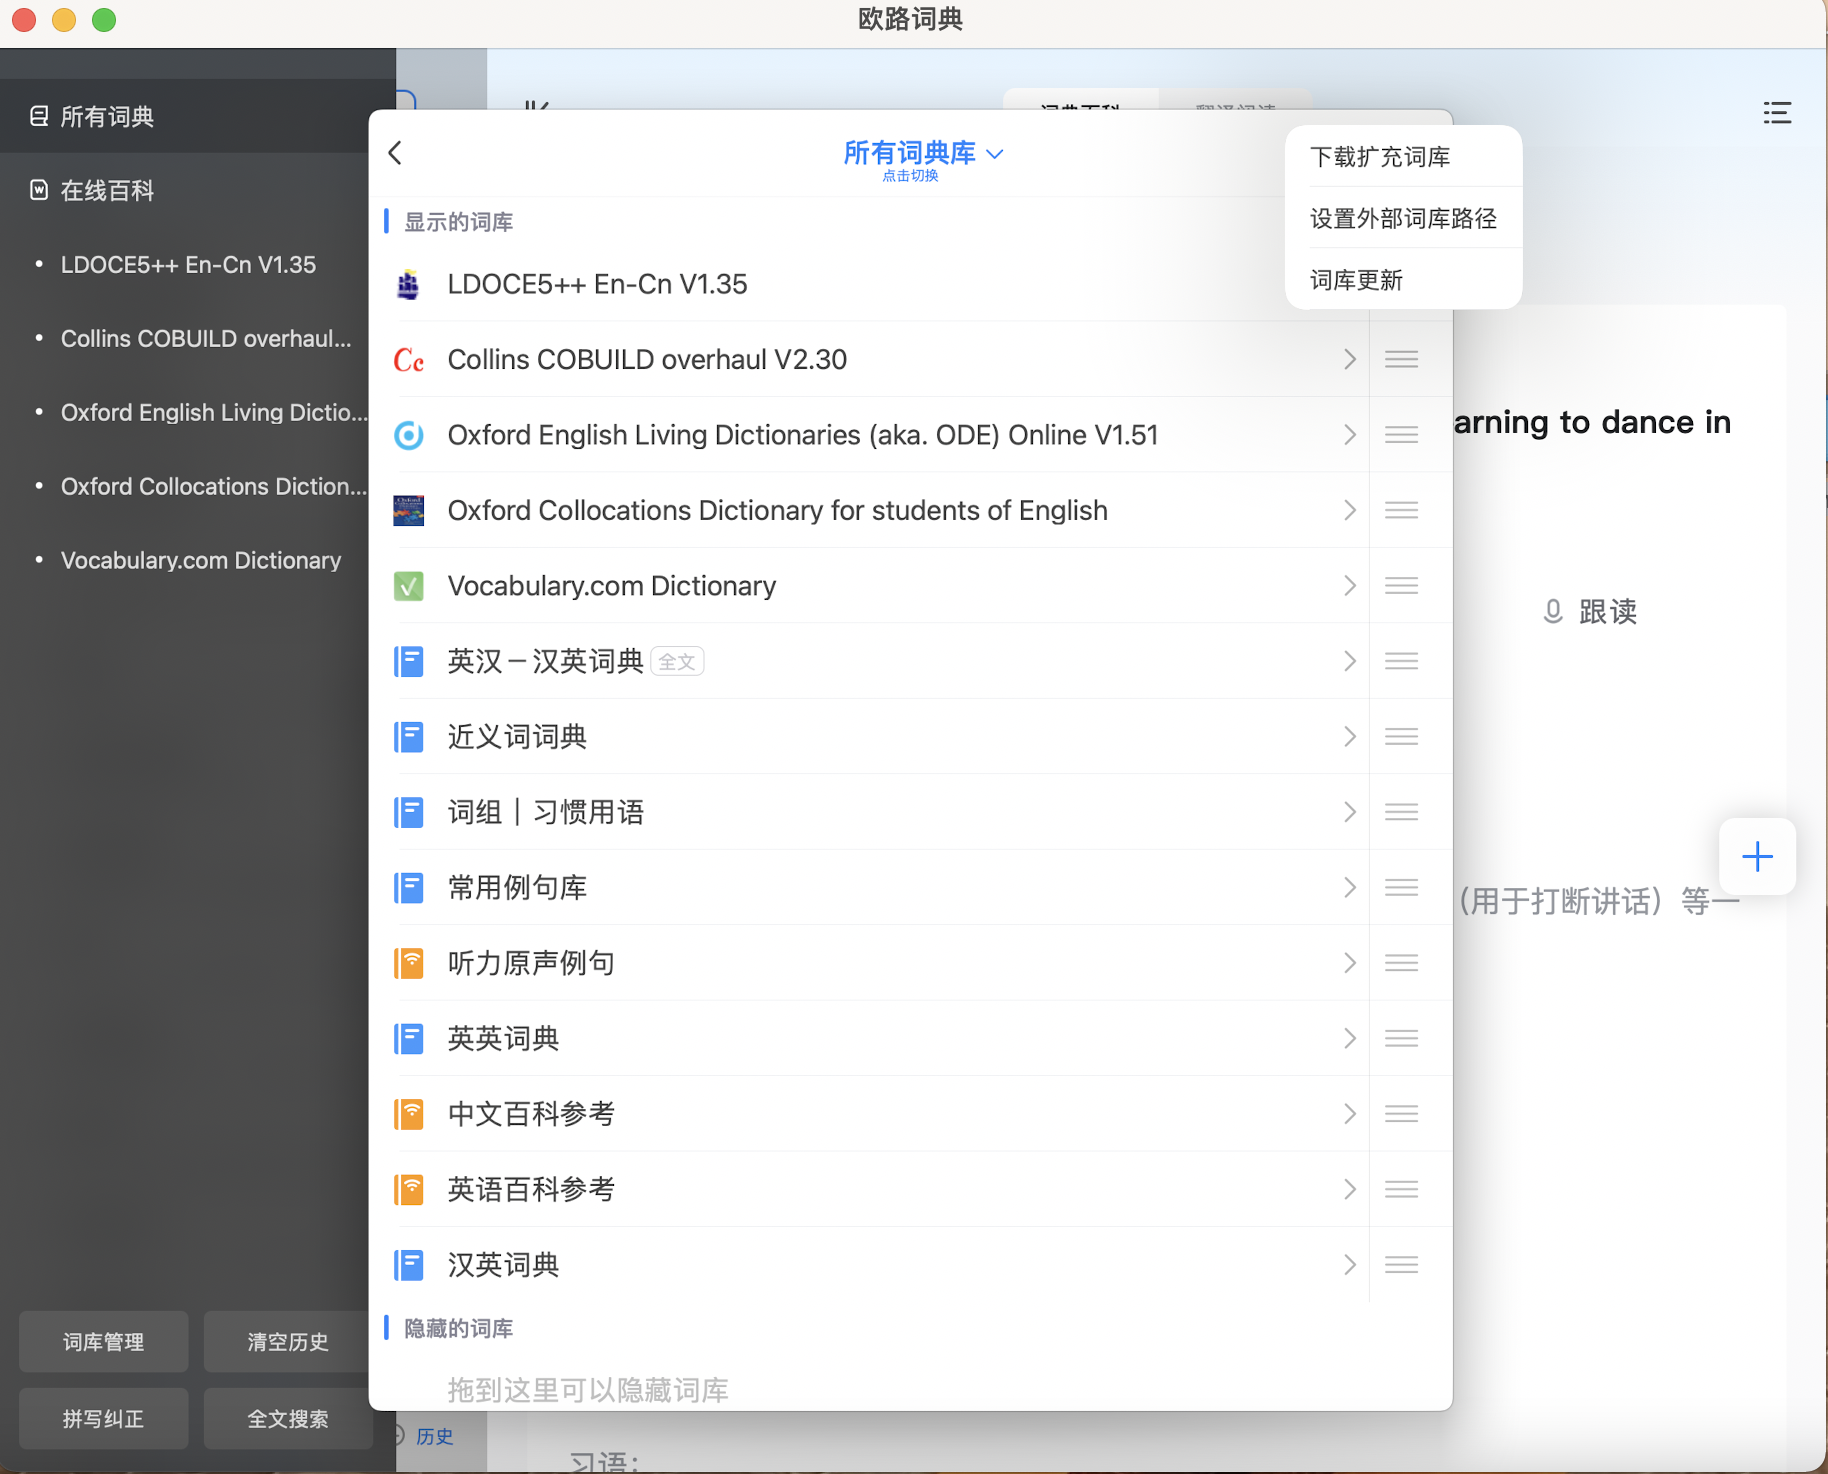 欧路词典
所有词典
在线百科
• LDOCE5++ En-Cn V1.35
• Collins COBUILD overhaul...
• Oxford English Living Dictio...
• Oxford Collocations Diction...
• Vocabulary.com Dictionary
词库管理
清空历史
拼写纠正
全文搜索
词典百科
翻译阅读
所有词典库
点击切换
下载扩充词库
设置外部词库路径
词库更新
显示的词库
LDOCE5++ En-Cn V1.35
Collins COBUILD overhaul V2.30
Oxford English Living Dictionaries (aka. ODE) Online V1.51
Oxford Collocations Dictionary for students of English
Vocabulary.com Dictionary
英汉－汉英词典 全文
近义词词典
词组｜习惯用语
常用例句库
听力原声例句
英英词典
中文百科参考
英语百科参考
汉英词典
隐藏的词库
拖到这里可以隐藏词库
arning to dance in
跟读
（用于打断讲话）等一
历史
习语：